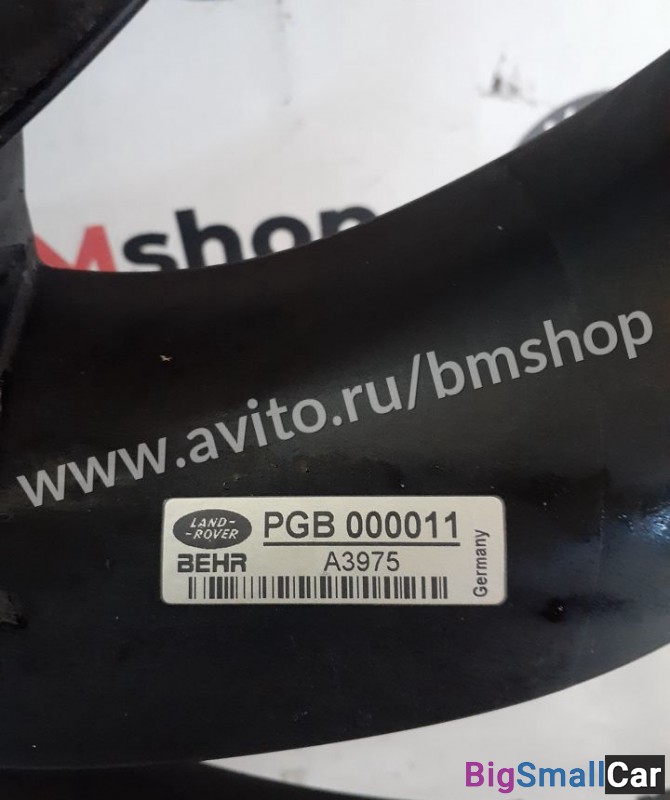 Mshop
www.avito.ru/bmshop
LAND-
-ROVER
PGB 000011
BEHR
A3975
Germany
BigSmallCar